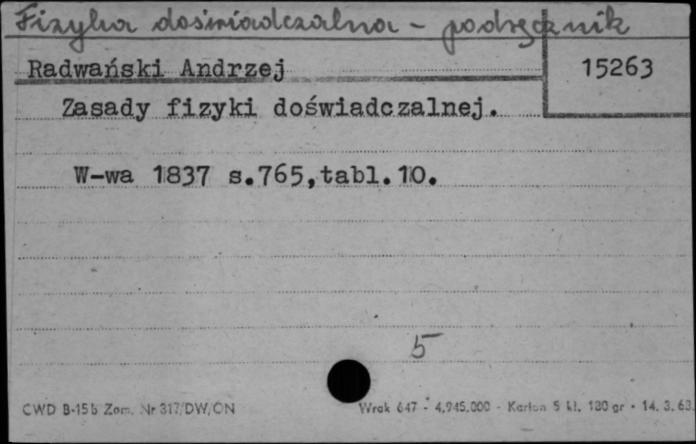 Fizyka doświadczalna - podręcznik
Radwański Andrzej
15263
Zasady fizyki doświadczalnej.
W-wa 1837 s.765,tabl.10.
5
CWD B-15b Zam. Nr 317/DW/ON
Wrak 647 - 4.945.000 - Karton 5 kl. 180 gr - 14. 3. 63.